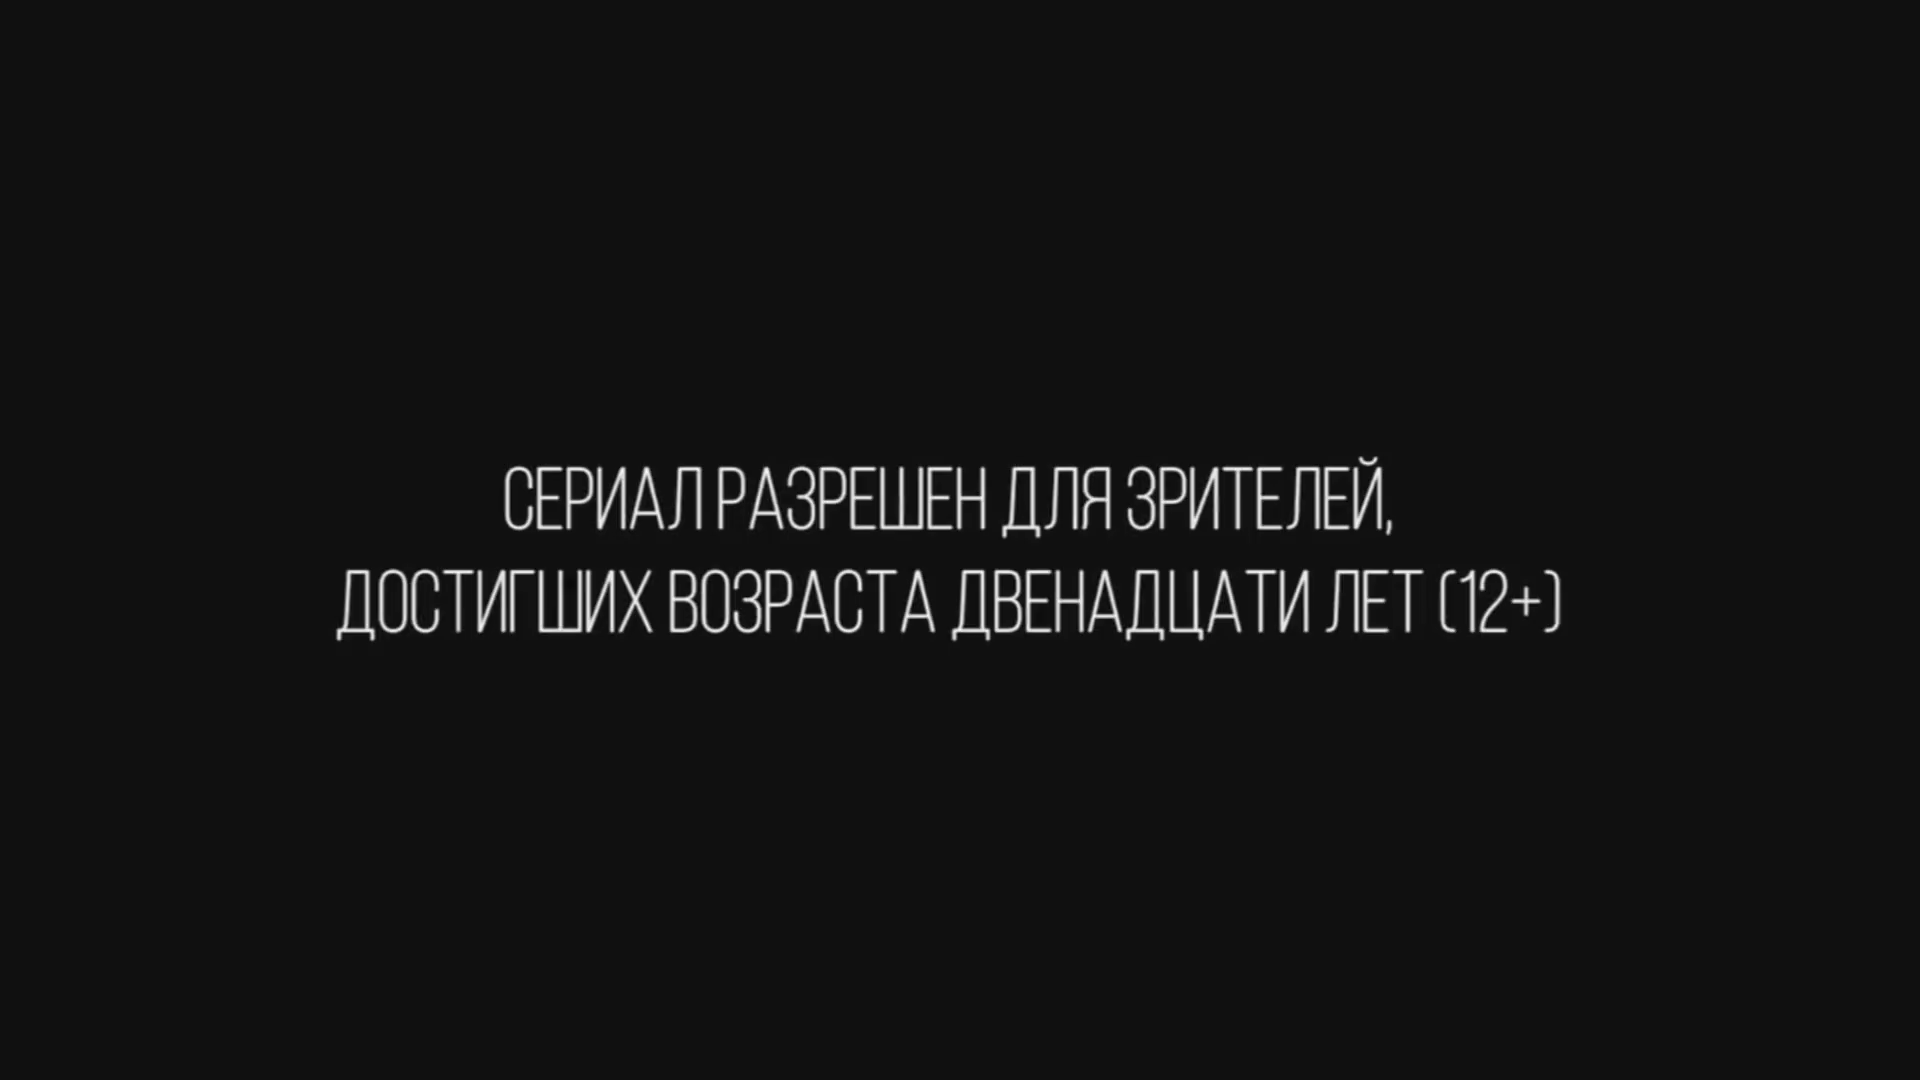 СЕРИАЛ РАЗРЕШЕН ДЛЯ ЗРИТЕЛЕЙ,
ДОСТИГШИХ ВОЗРАСТА ДВЕНАДЦАТИ ЛЕТ (12+)